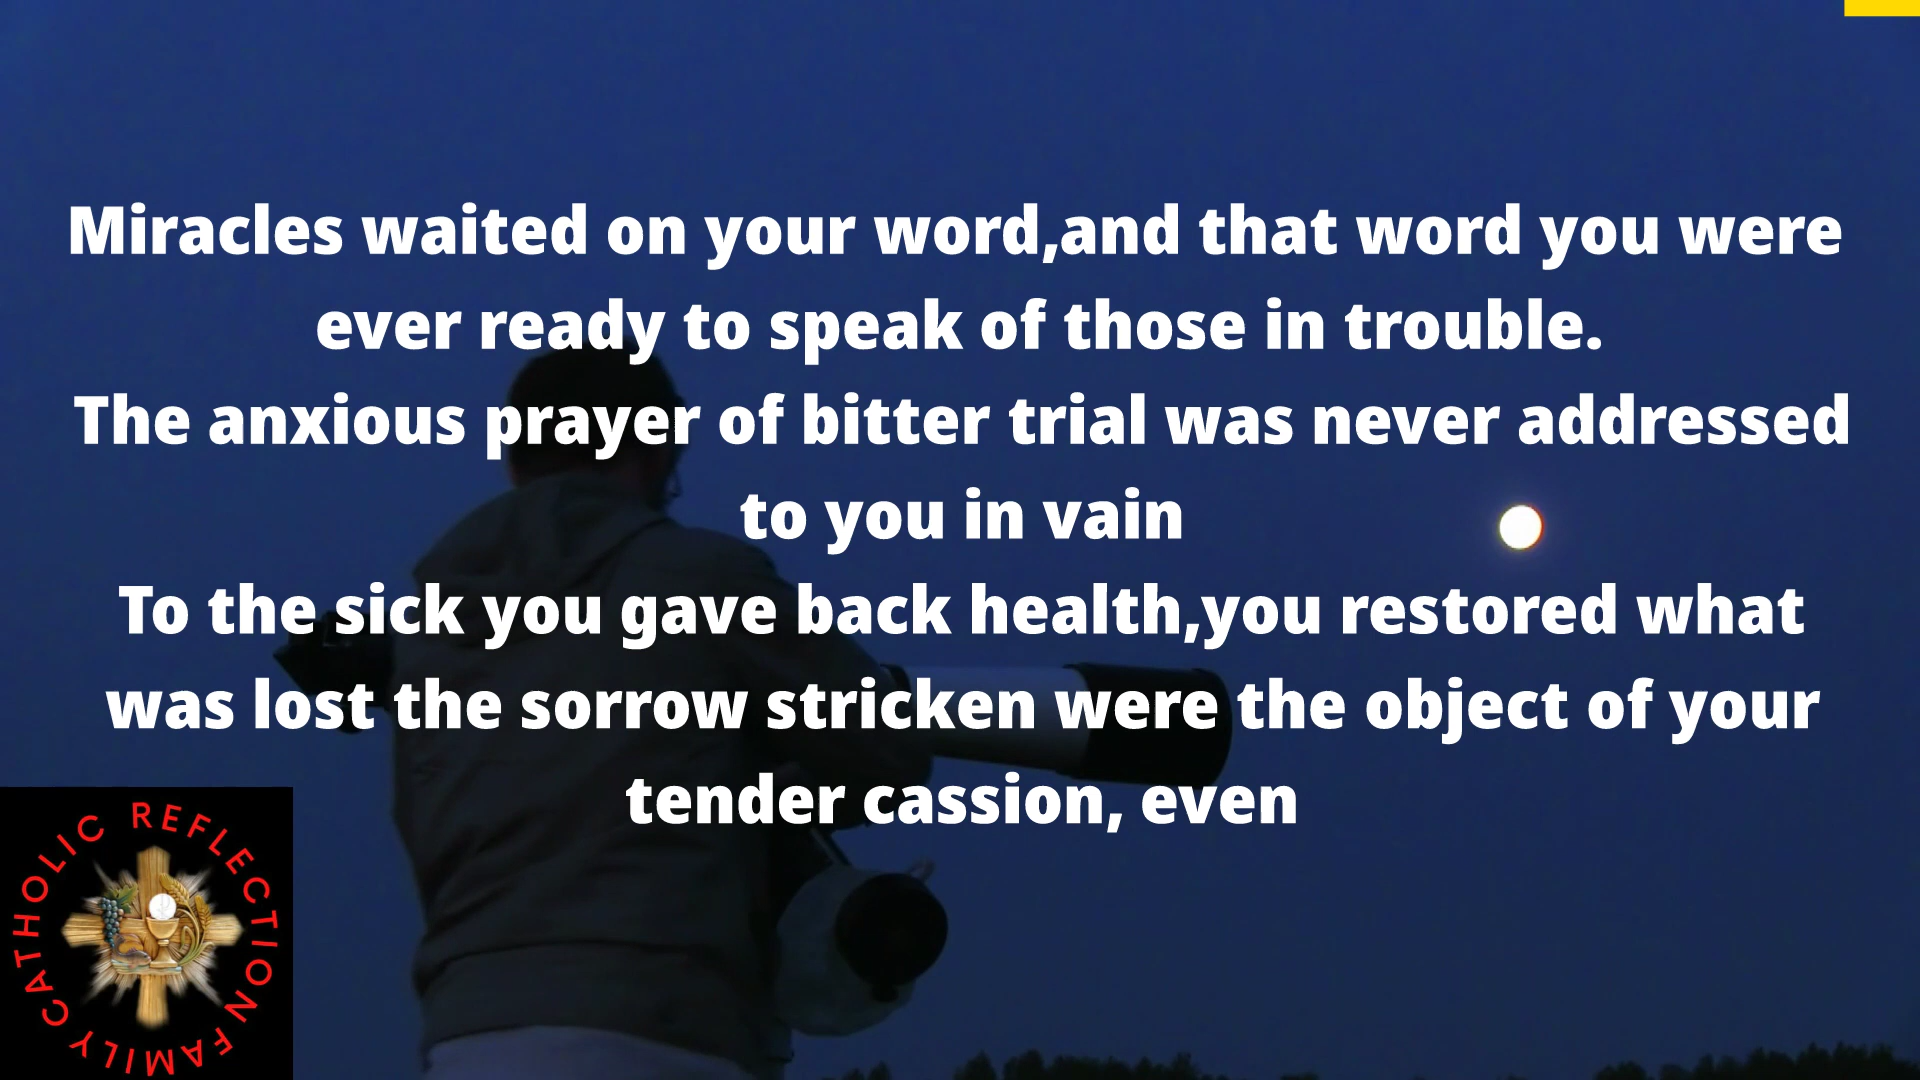 Miracles waited on your word,and that word you were
ever ready to speak of those in trouble.
The anxious prayer of bitter trial was never addressed
to you in vain
To the sick you gave back health,you restored what
was lost the sorrow stricken were the object of your
tender cassion, even
CATHOLIC REFLECTION FAMILY